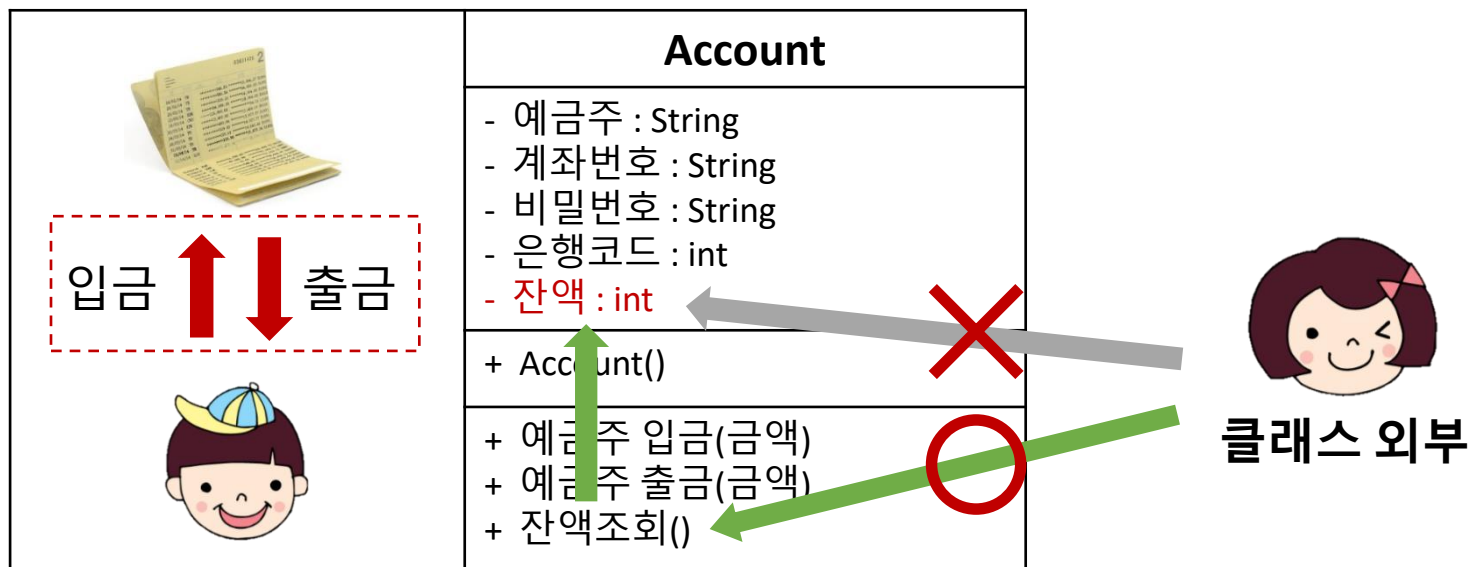 Account
- 예금주 : String
- 계좌번호 : String
- 비밀번호 : String
- 은행코드 : int
- 잔액 : int
+ Account()
+ 예금주 입금(금액)
+ 예금주 출금(금액)
+ 잔액조회()
입금 출금
클래스 외부